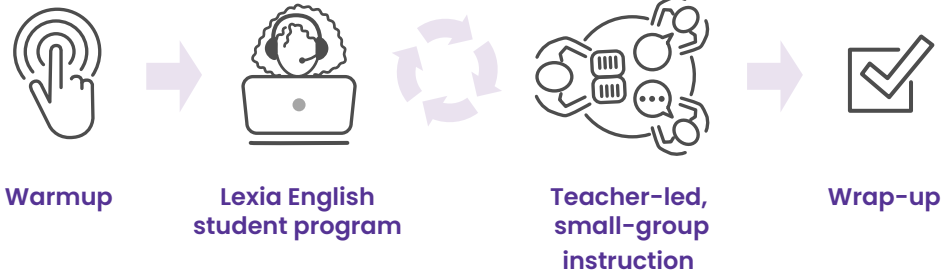 Warmup
Lexia English
student program
Teacher-led,
small-group
instruction
Wrap-up